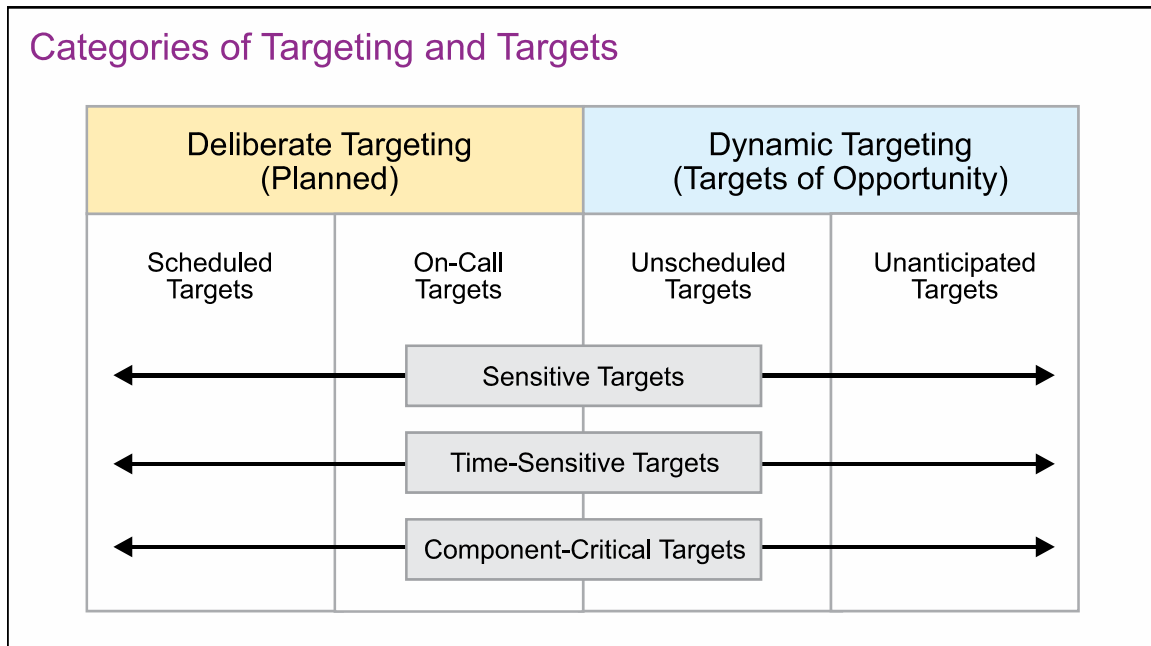 Categories of Targeting and Targets
Deliberate Targeting
(Planned)
Dynamic Targeting
(Targets of Opportunity)
Scheduled
Targets
On-Call
Targets
Unscheduled
Targets
Unanticipated
Targets
Sensitive Targets
Time-Sensitive Targets
Component-Critical Targets